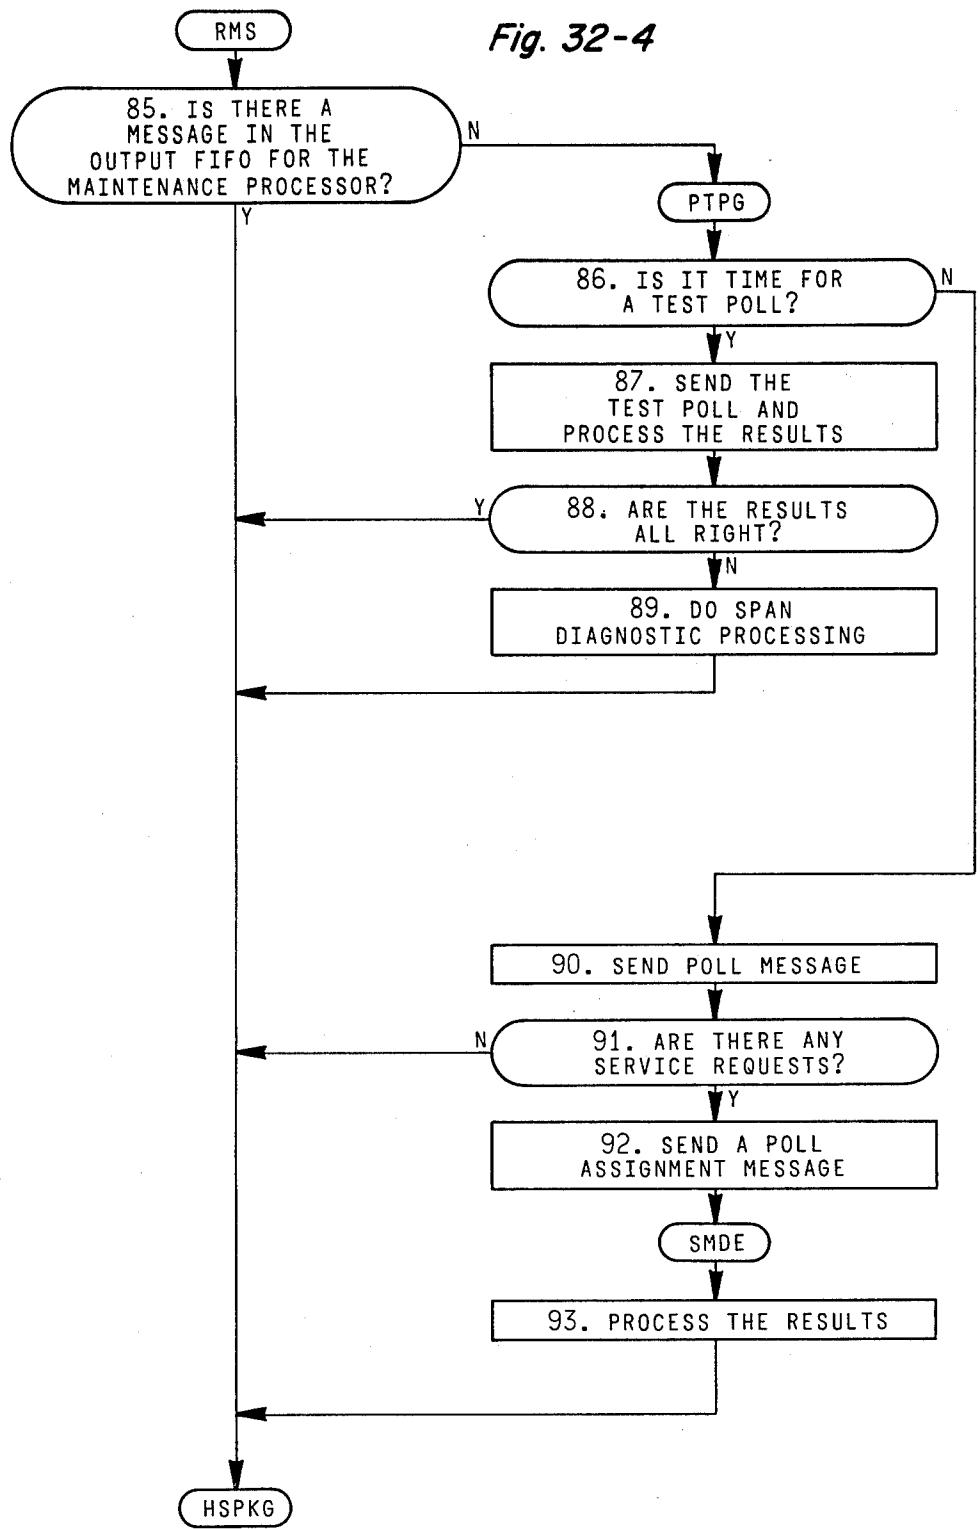 RMS
Fig. 32-4
85. IS THERE A
MESSAGE IN THE
OUTPUT FIFO FOR THE
MAINTENANCE PROCESSOR?
N
Y
PTPG
86. IS IT TIME FOR
A TEST POLL?
N
Y
87. SEND THE
TEST POLL AND
PROCESS THE RESULTS
88. ARE THE RESULTS
ALL RIGHT?
Y
N
89. DO SPAN
DIAGNOSTIC PROCESSING
90. SEND POLL MESSAGE
91. ARE THERE ANY
SERVICE REQUESTS?
N
Y
92. SEND A POLL
ASSIGNMENT MESSAGE
SMDE
93. PROCESS THE RESULTS
HSPKG